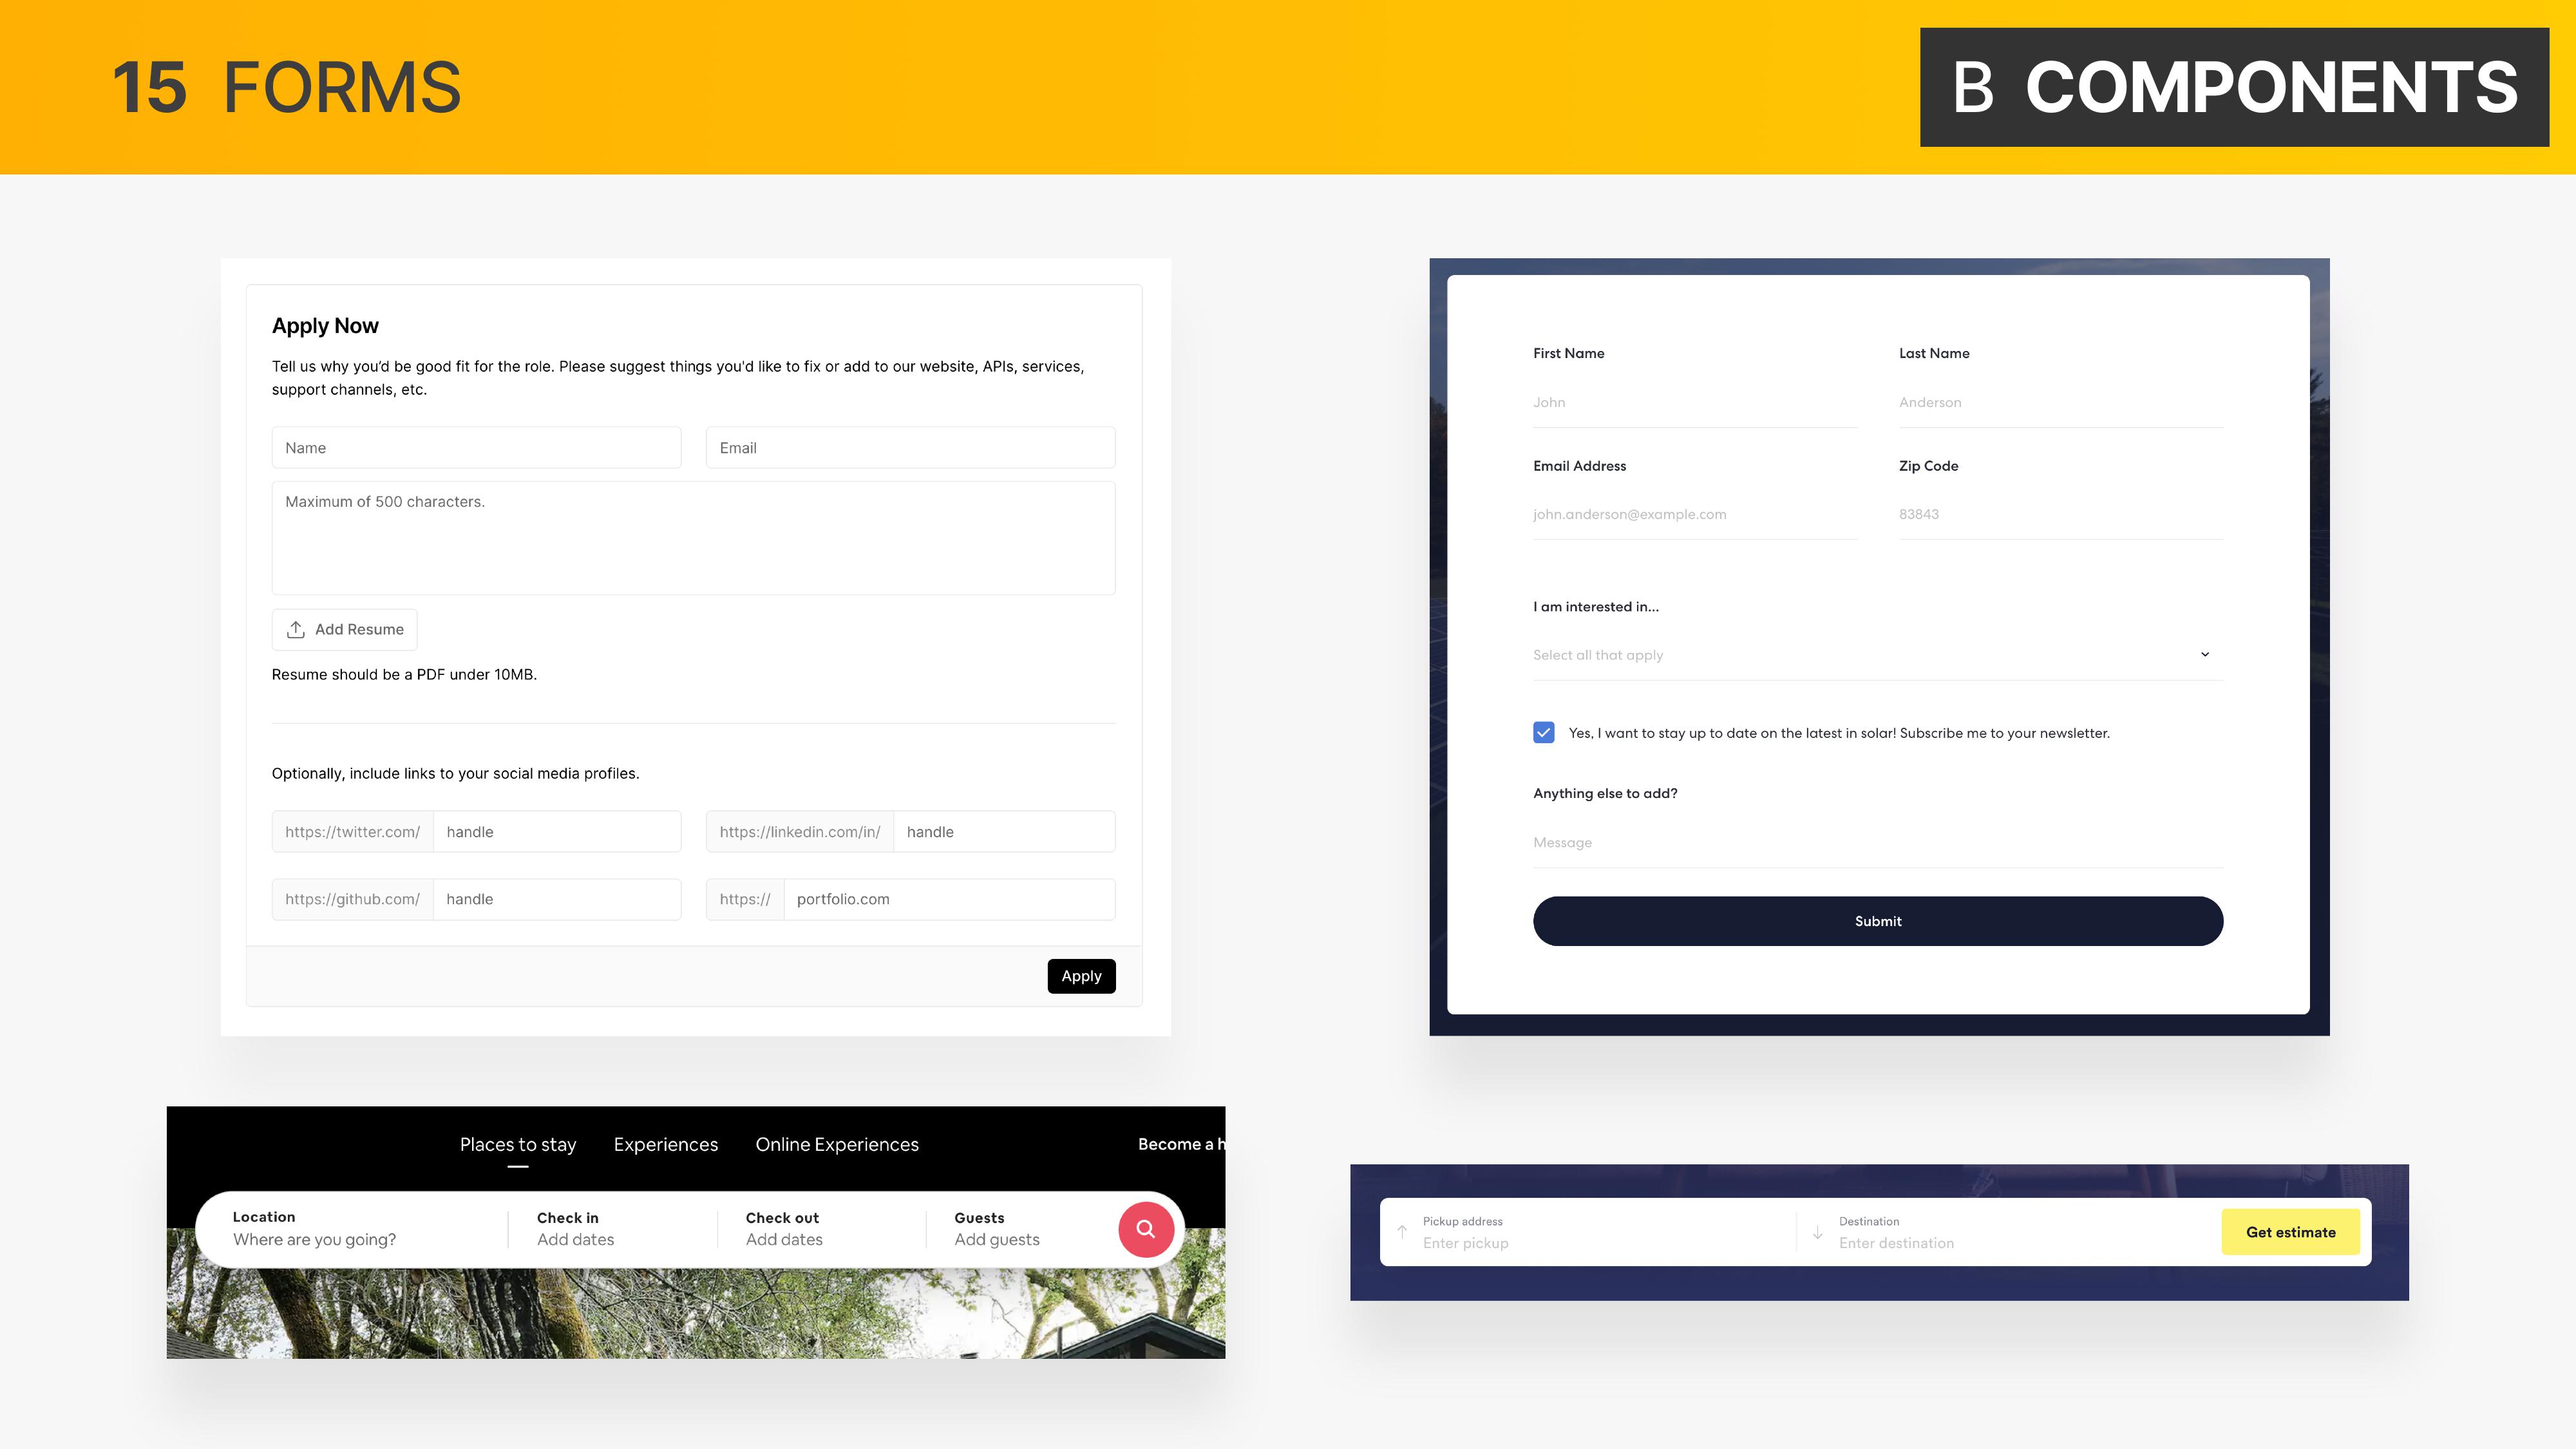 15 FORMS
B COMPONENTS
Apply Now
Tell us why you’d be good fit for the role. Please suggest things you'd like to fix or add to our website, APIs, services,
support channels, etc.
Name
Email
Maximum of 500 characters.
Add Resume
Resume should be a PDF under 10MB.
Optionally, include links to your social media profiles.
https://twitter.com/ handle
https://linkedin.com/in/ handle
https://github.com/ handle
https:// portfolio.com
Apply
First Name
Last Name
John
Anderson
Email Address
Zip Code
john.anderson@example.com
83843
I am interested in...
Select all that apply
Yes, I want to stay up to date on the latest in solar! Subscribe me to your newsletter.
Anything else to add?
Message
Submit
Places to stay
Experiences
Online Experiences
Become a h
Location
Where are you going?
Check in
Add dates
Check out
Add dates
Guests
Add guests
Pickup address
Enter pickup
Destination
Enter destination
Get estimate